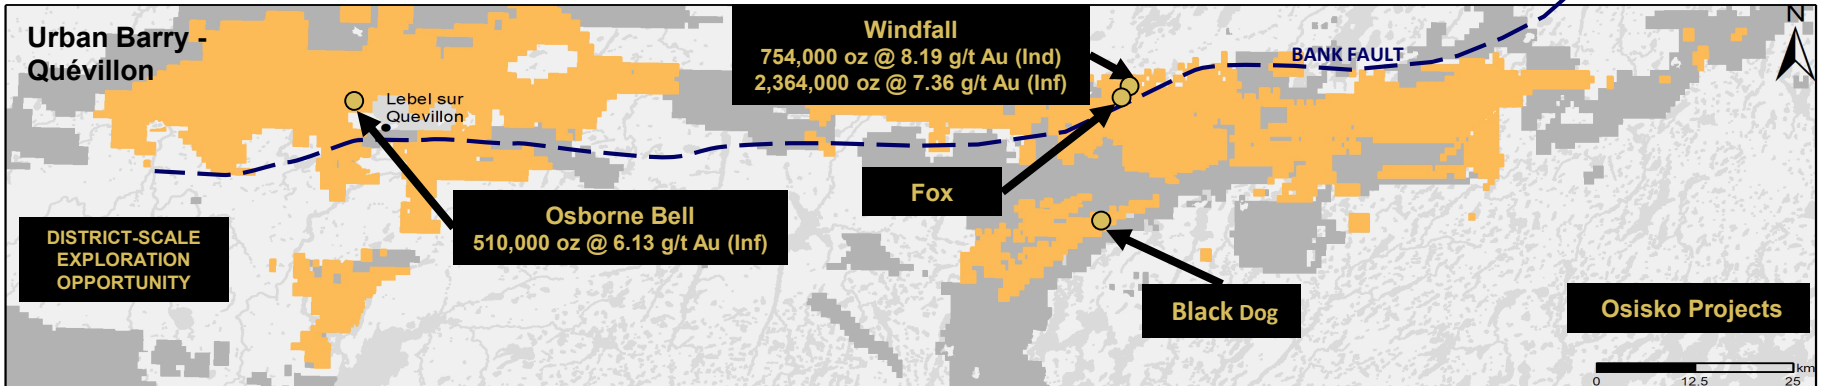 Urban Barry -
Quévillon
Windfall
754,000 oz @ 8.19 g/t Au (Ind)
2,364,000 oz @ 7.36 g/t Au (Inf)
BANK FAULT
N
Lebel sur
Quevillon
Fox
Osborne Bell
510,000 oz @ 6.13 g/t Au (Inf)
DISTRICT-SCALE
EXPLORATION
OPPORTUNITY
Black Dog
Osisko Projects
km
0 12.5 25